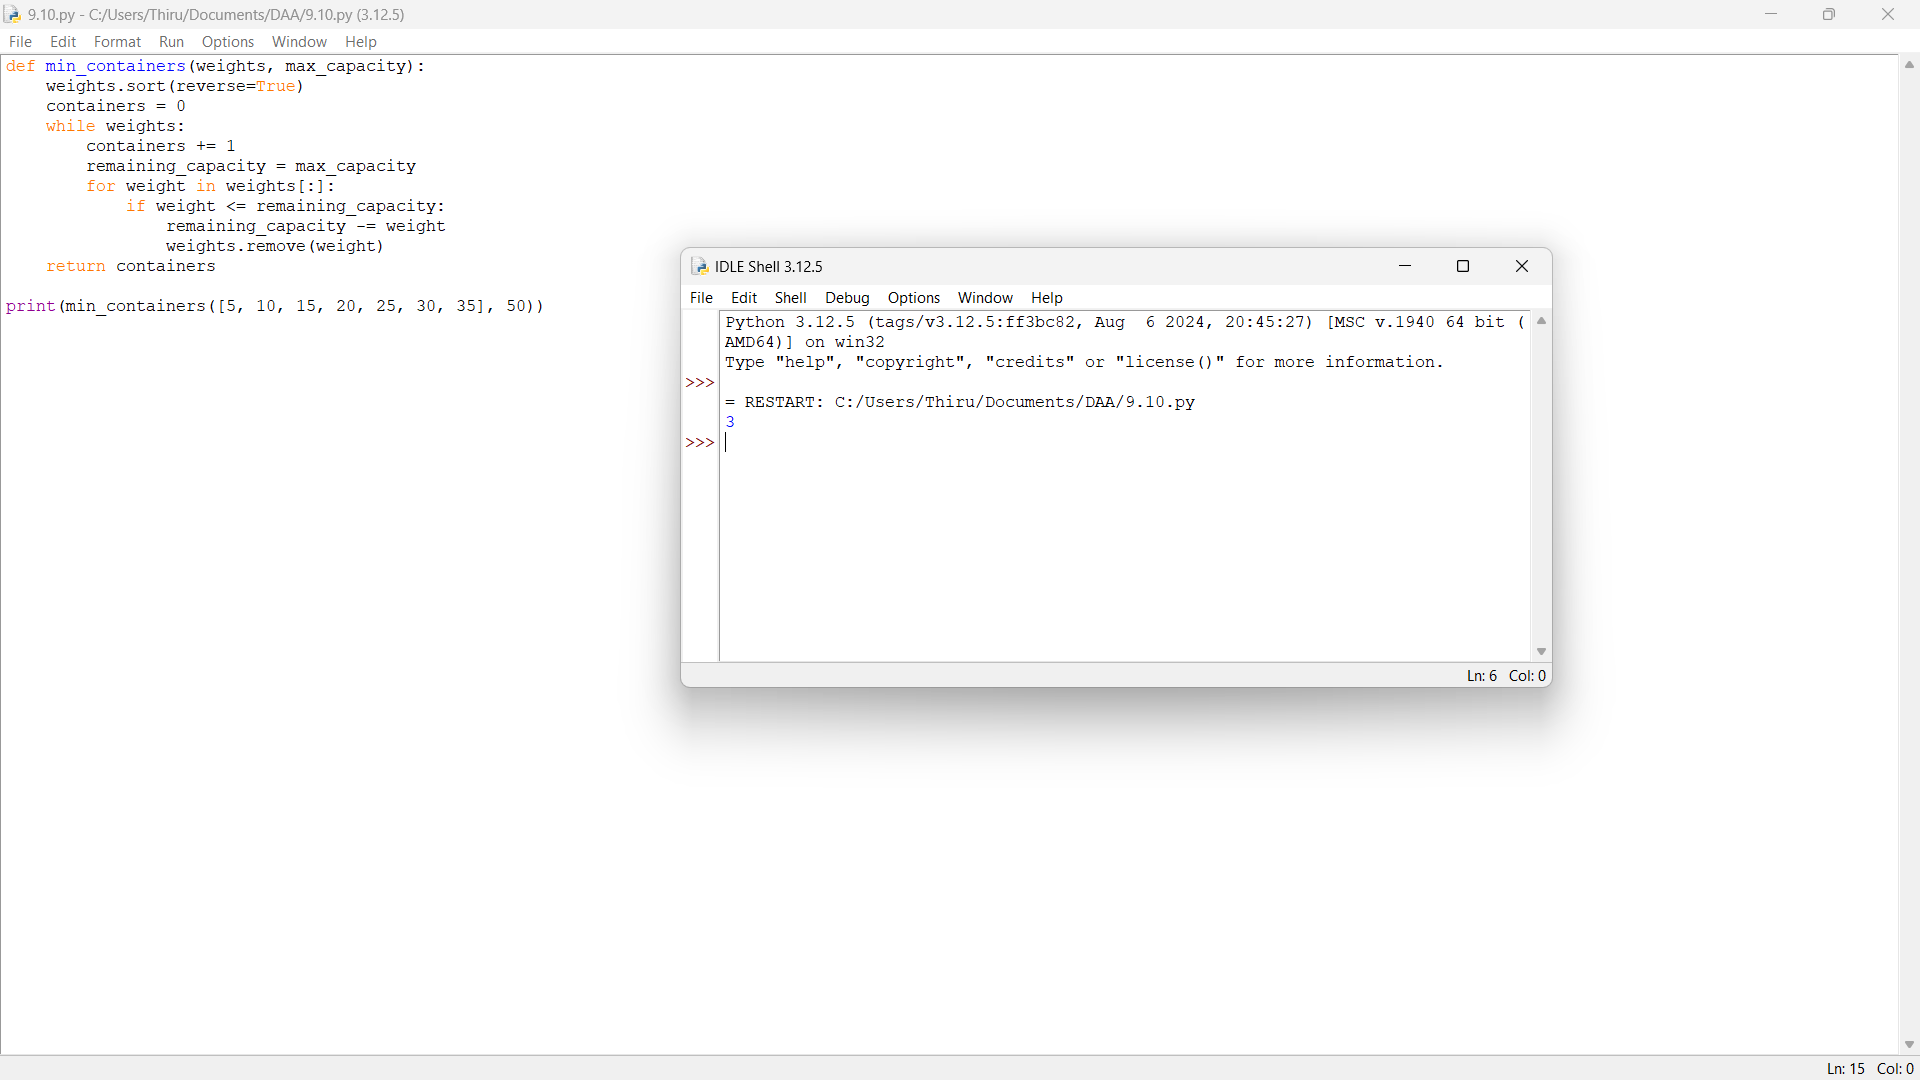 9.10.py - C:/Users/Thiru/Documents/DAA/9.10.py (3.12.5)
File Edit Format Run Options Window Help
def min_containers(weights, max_capacity):
    weights.sort(reverse=True)
    containers = 0
    while weights:
        containers += 1
        remaining_capacity = max_capacity
        for weight in weights[:]:
            if weight <= remaining_capacity:
                remaining_capacity -= weight
                weights.remove(weight)
    return containers
print(min_containers([5, 10, 15, 20, 25, 30, 35], 50))
IDLE Shell 3.12.5
File Edit Shell Debug Options Window Help
Python 3.12.5 (tags/v3.12.5:ff3bc82, Aug  6 2024, 20:45:27) [MSC v.1940 64 bit (
AMD64)] on win32
Type "help", "copyright", "credits" or "license()" for more information.
>>>
= RESTART: C:/Users/Thiru/Documents/DAA/9.10.py
3
>>>
Ln: 6 Col: 0
Ln: 15 Col: 0